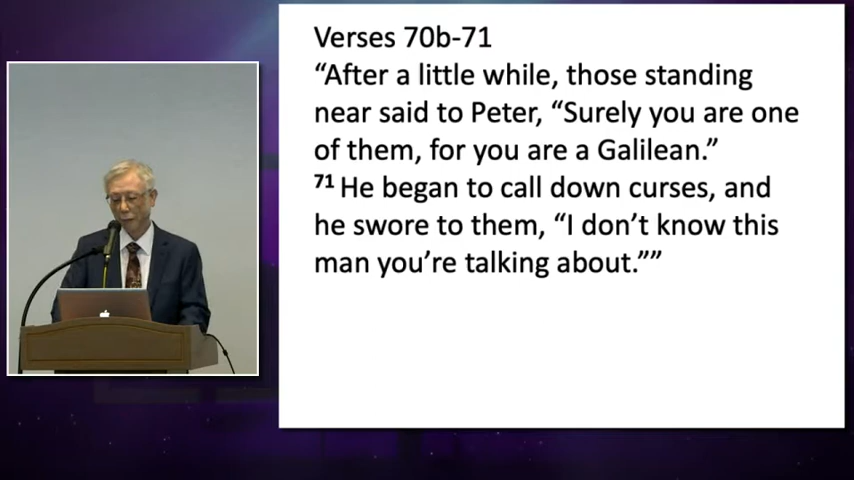 Verses 70b-71
“After a little while, those standing
near said to Peter, “Surely you are one
of them, for you are a Galilean.”
71 He began to call down curses, and
he swore to them, “I don’t know this
man you’re talking about.””